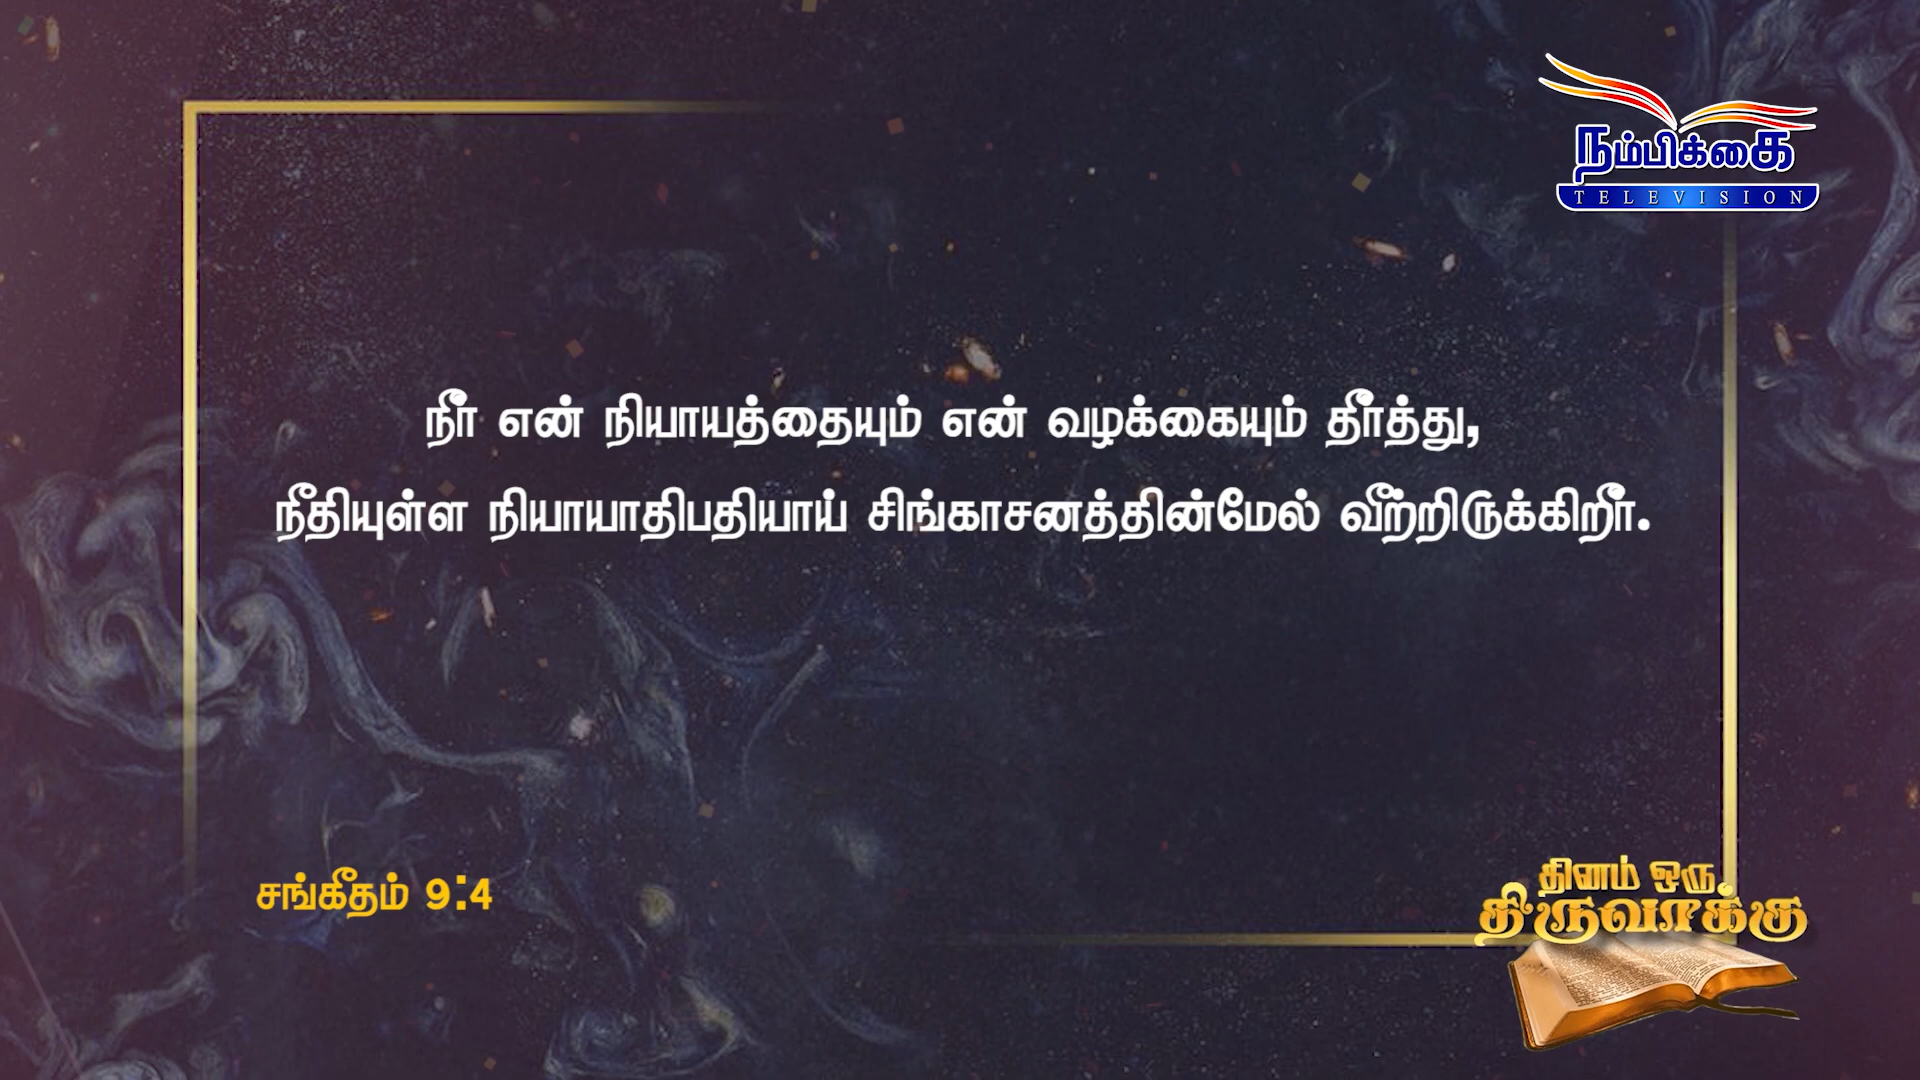 நம்பிக்கை
TELEVISION
நீர் என் நியாயத்தையும் என் வழக்கையும் தீர்த்து,
நீதியுள்ள நியாயாதிபதியாய் சிங்காசனத்தின்மேல் வீற்றிருக்கிறீர்.
சங்கீதம் 9:4
தினம் ஒரு
திருவாக்கு